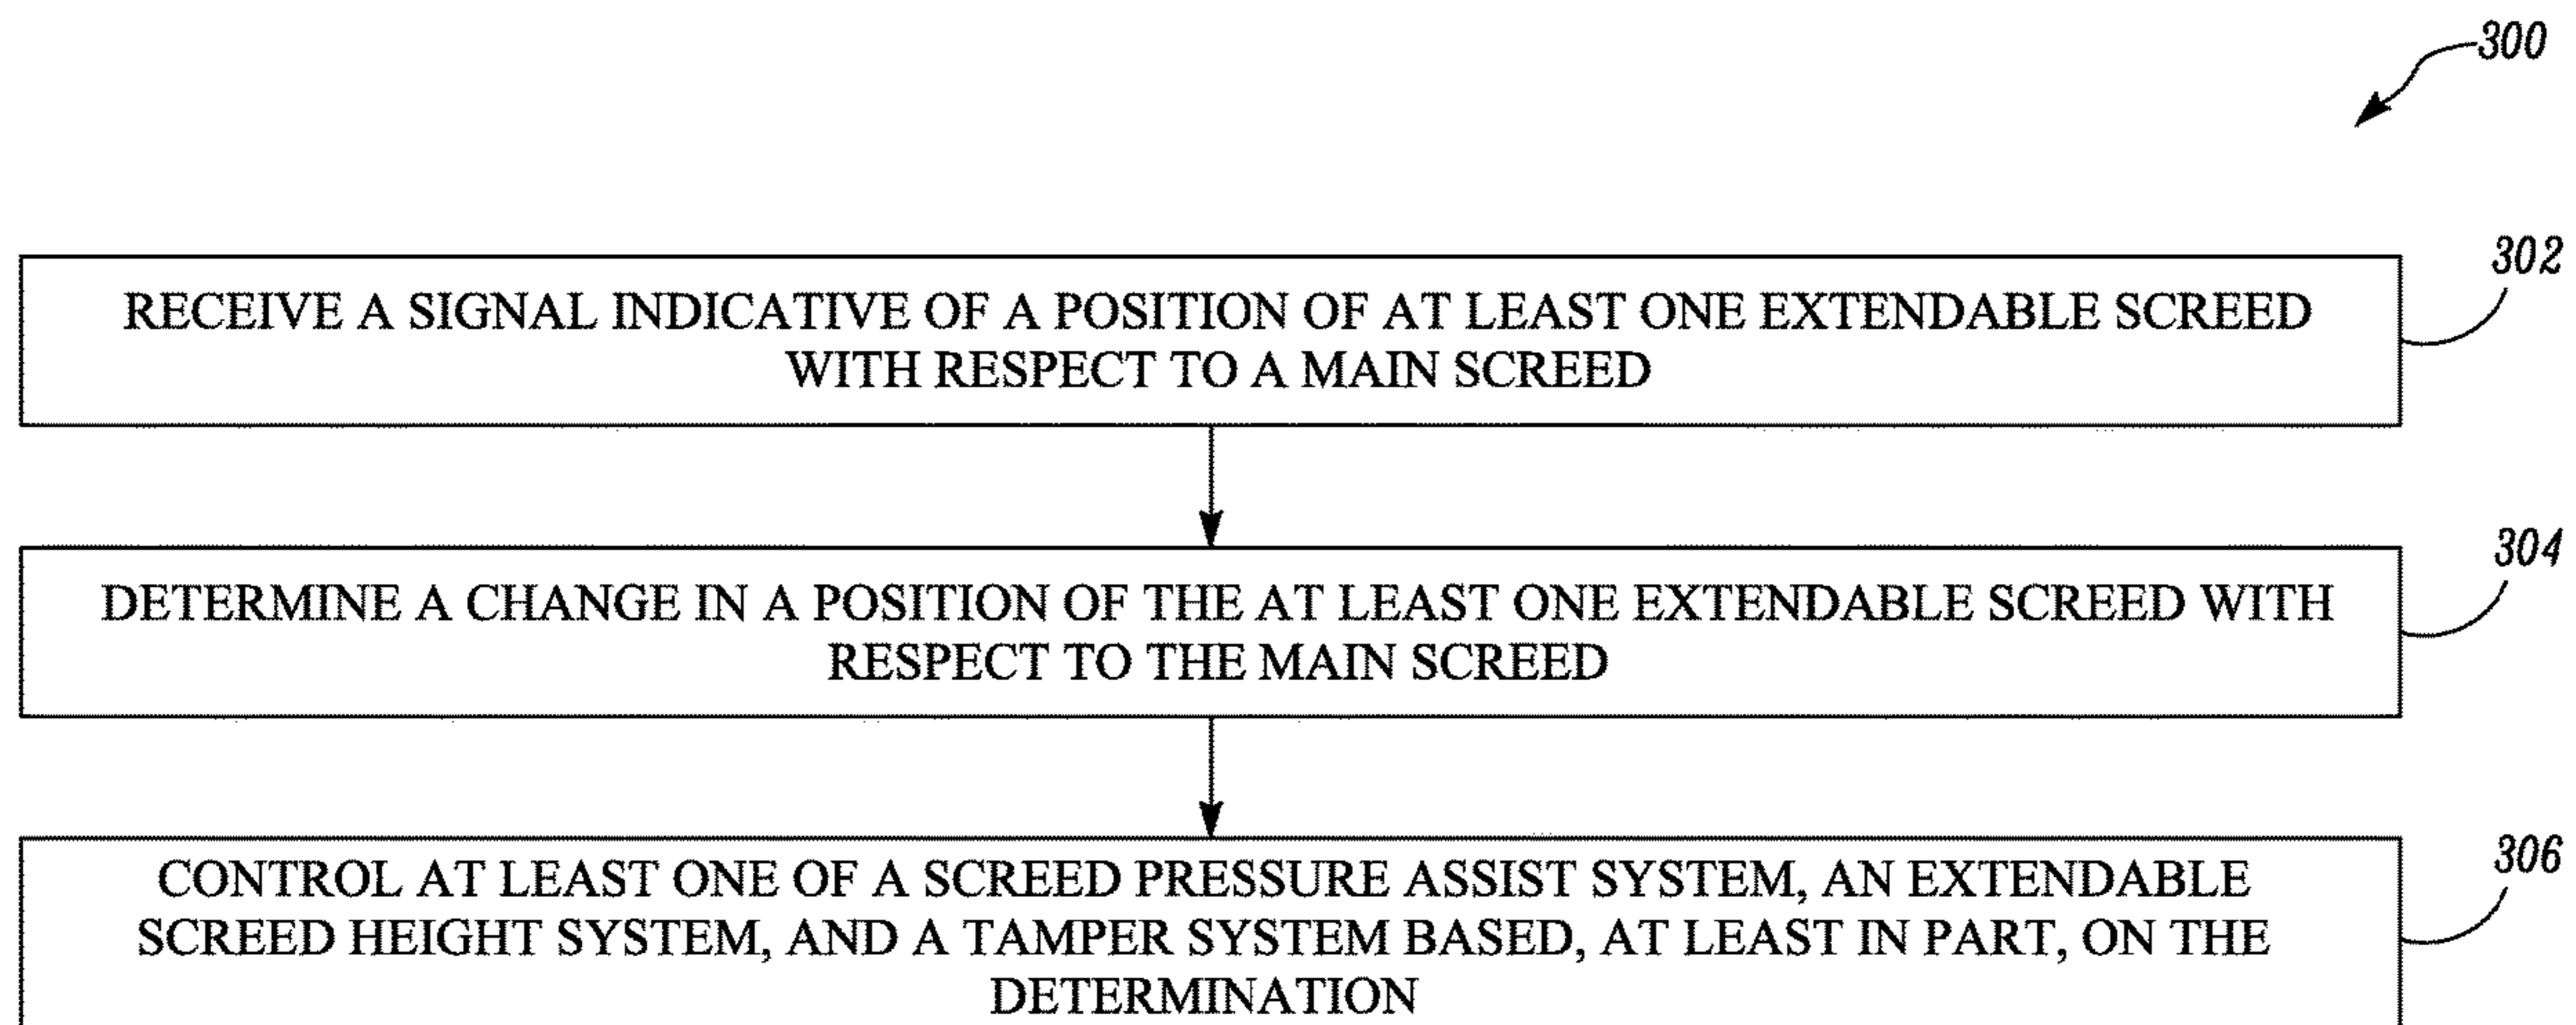 300
302
RECEIVE A SIGNAL INDICATIVE OF A POSITION OF AT LEAST ONE EXTENDABLE SCREED
WITH RESPECT TO A MAIN SCREED
304
DETERMINE A CHANGE IN A POSITION OF THE AT LEAST ONE EXTENDABLE SCREED WITH
RESPECT TO THE MAIN SCREED
306
CONTROL AT LEAST ONE OF A SCREED PRESSURE ASSIST SYSTEM, AN EXTENDABLE
SCREED HEIGHT SYSTEM, AND A TAMPER SYSTEM BASED, AT LEAST IN PART, ON THE
DETERMINATION